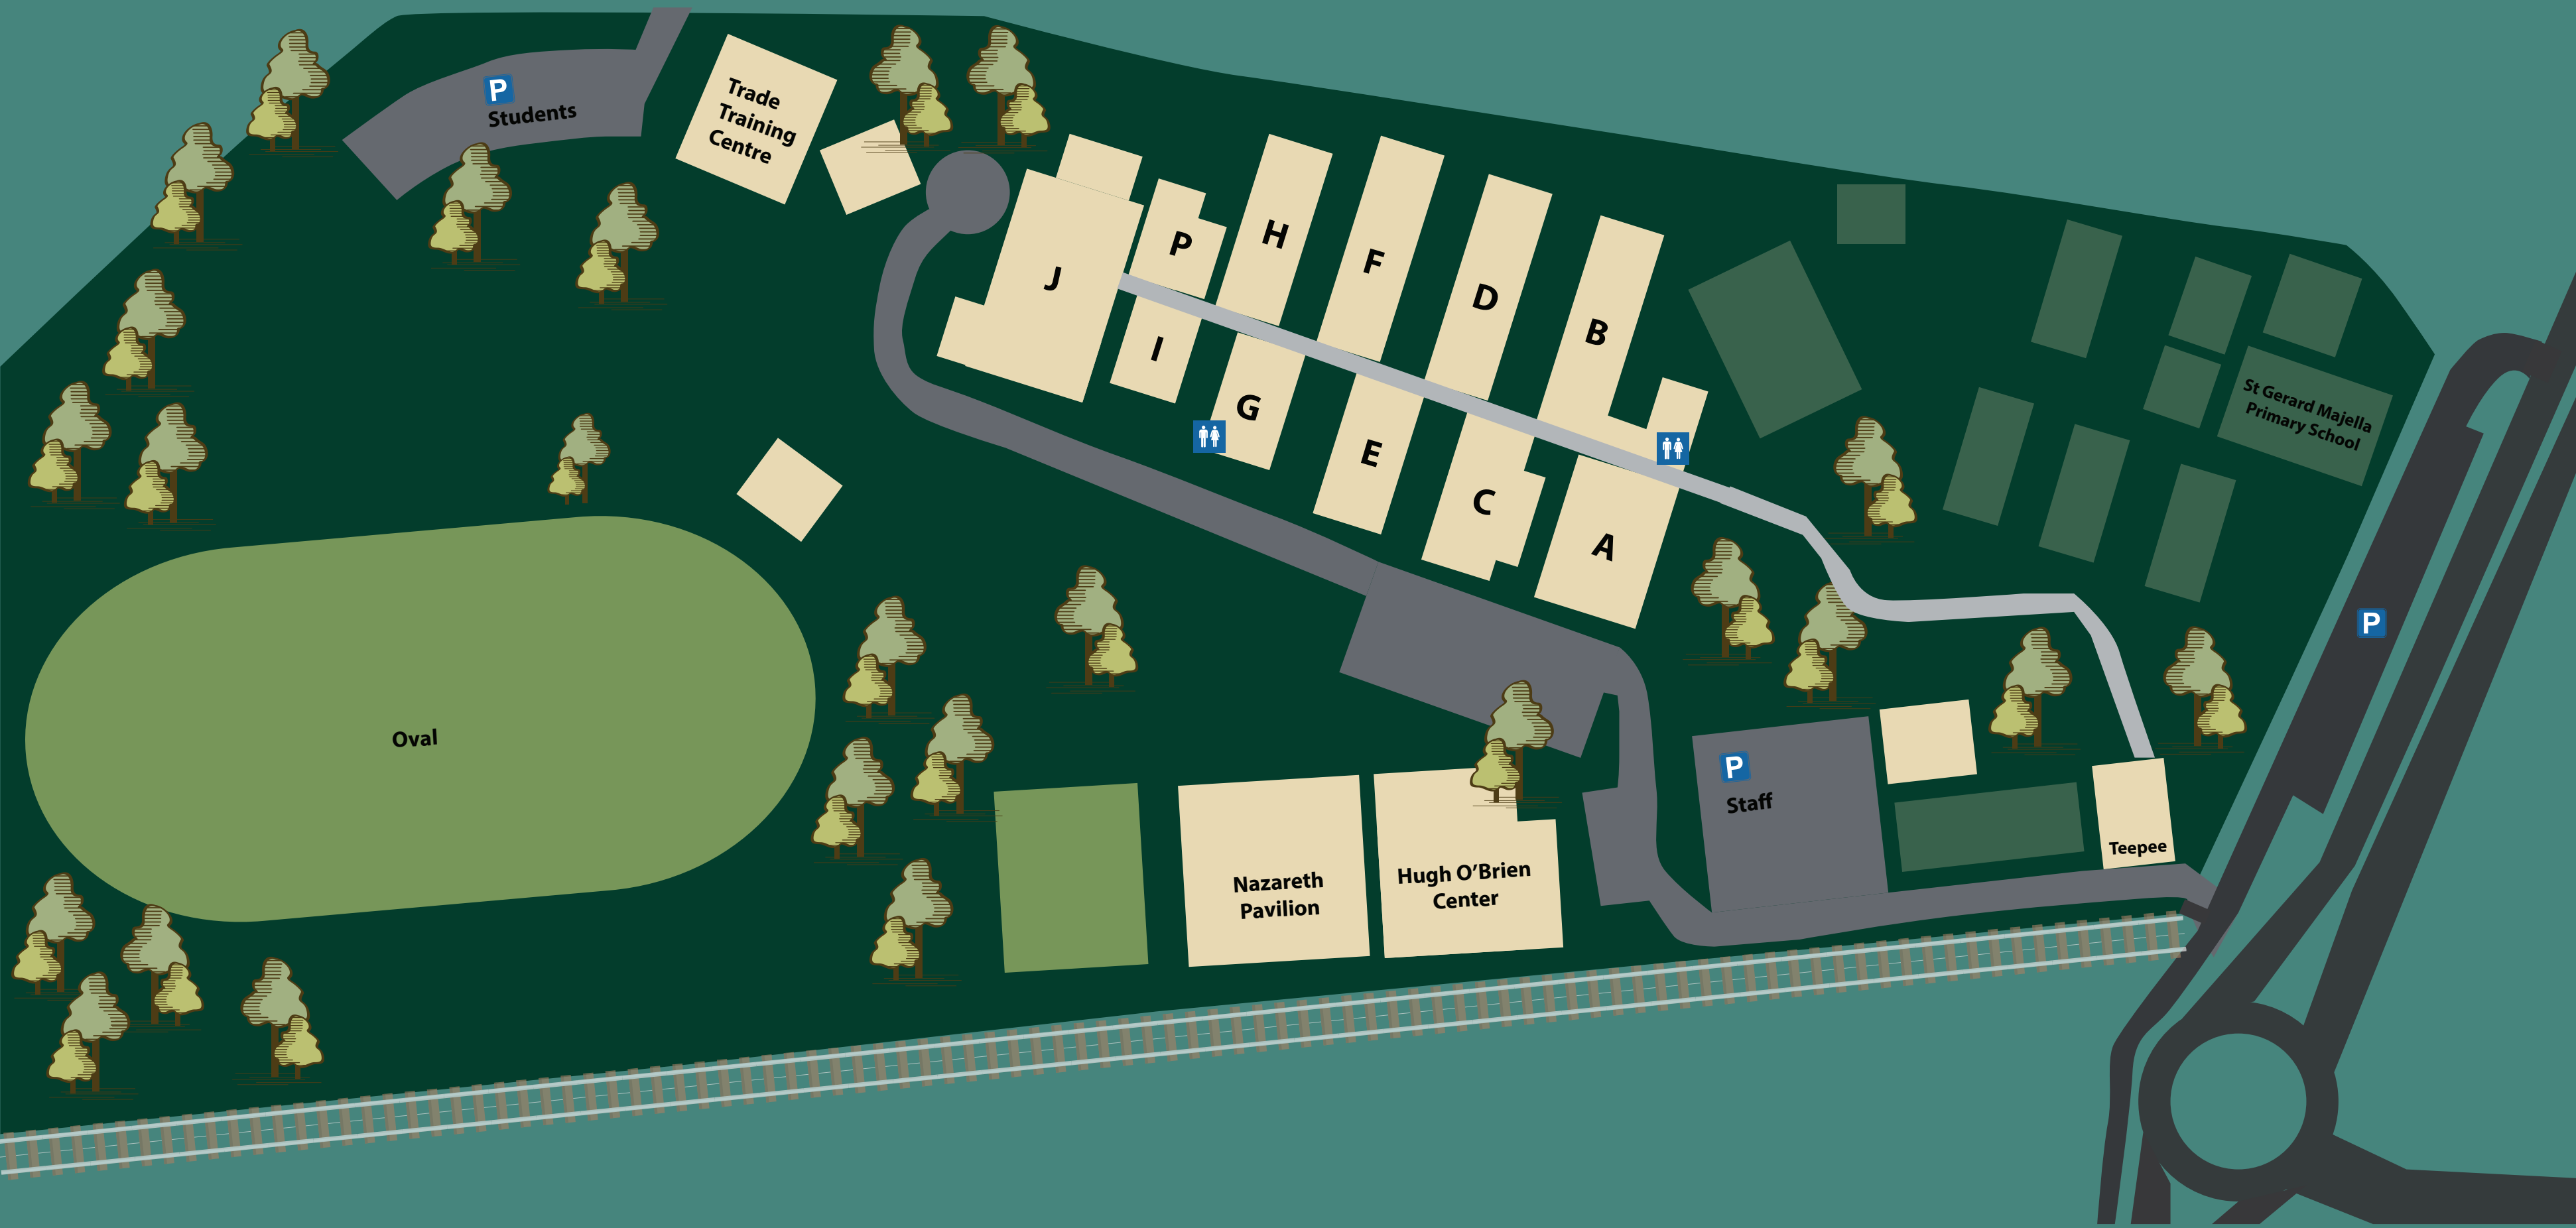 P
Students
Trade
Training
Centre
J
P
H
F
D
B
I
G
E
C
A
St Gerard Majella
Primary School
P
Oval
P
Staff
Teepee
Nazareth
Pavilion
Hugh O'Brien
Center